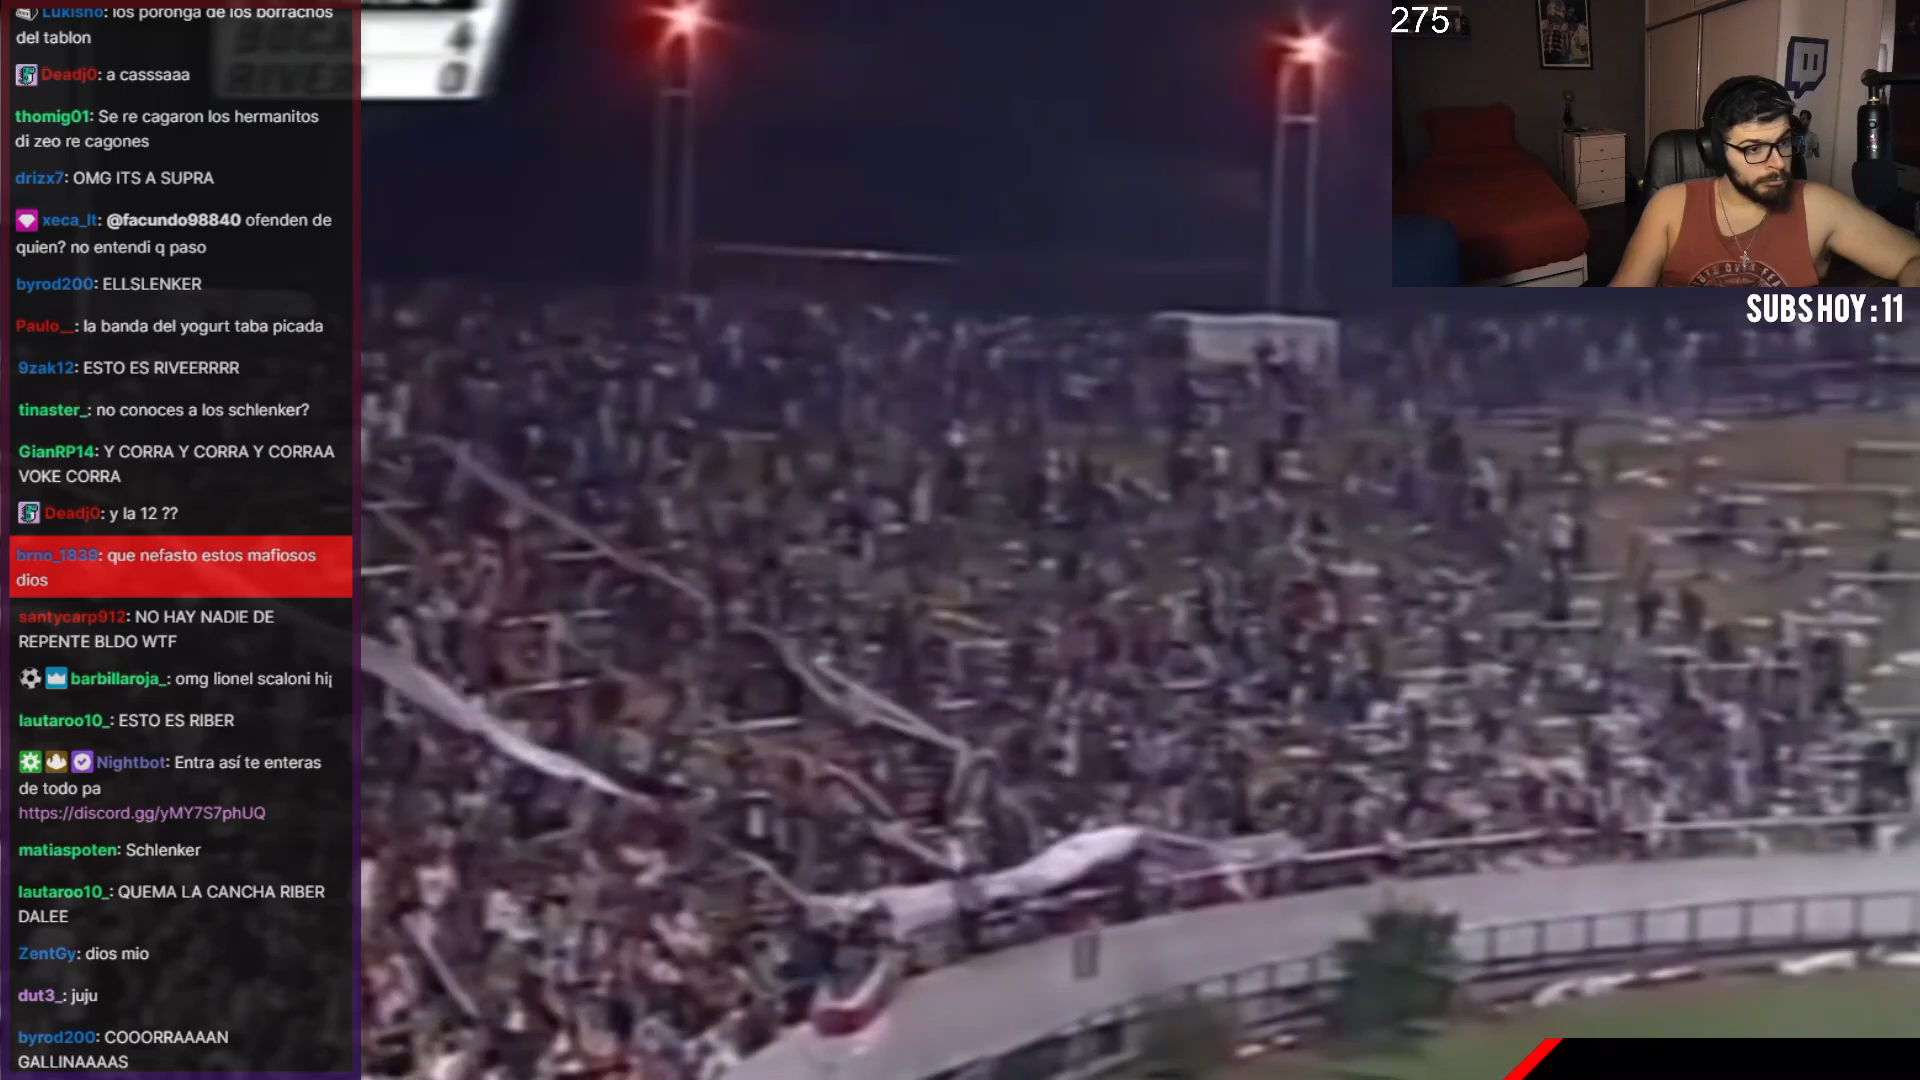 Lukisno: los poronga de los borrachos
del tablon
Deadj0: a casssaaa
thomig01: Se re cagaron los hermanitos
di zeo re cagones
drizx7: OMG ITS A SUPRA
xeca_lt: @facundo98840 ofenden de
quien? no entendi q paso
byrod200: ELLSLENKER
Paulo__: la banda del yogurt taba picada
9zak12: ESTO ES RIVEERRRR
tinaster_: no conoces a los schlenker?
GianRP14: Y CORRA Y CORRA Y CORRAA
VOKE CORRA
Deadj0: y la 12 ??
brno_1839: que nefasto estos mafiosos
dios
santycarp912: NO HAY NADIE DE
REPENTE BLDO WTF
barbillaroja_: omg lionel scaloni hi
lautaroo10_: ESTO ES RIBER
Nightbot: Entra así te enteras
de todo pa
https://discord.gg/yMY7S7phUQ
matiaspoten: Schlenker
lautaroo10_: QUEMA LA CANCHA RIBER
DALEE
ZentGy: dios mio
dut3_: juju
byrod200: COOORRAAAAN
GALLINAAAAS
BOCA 4
RIVER 0
275
SUBS HOY: 11